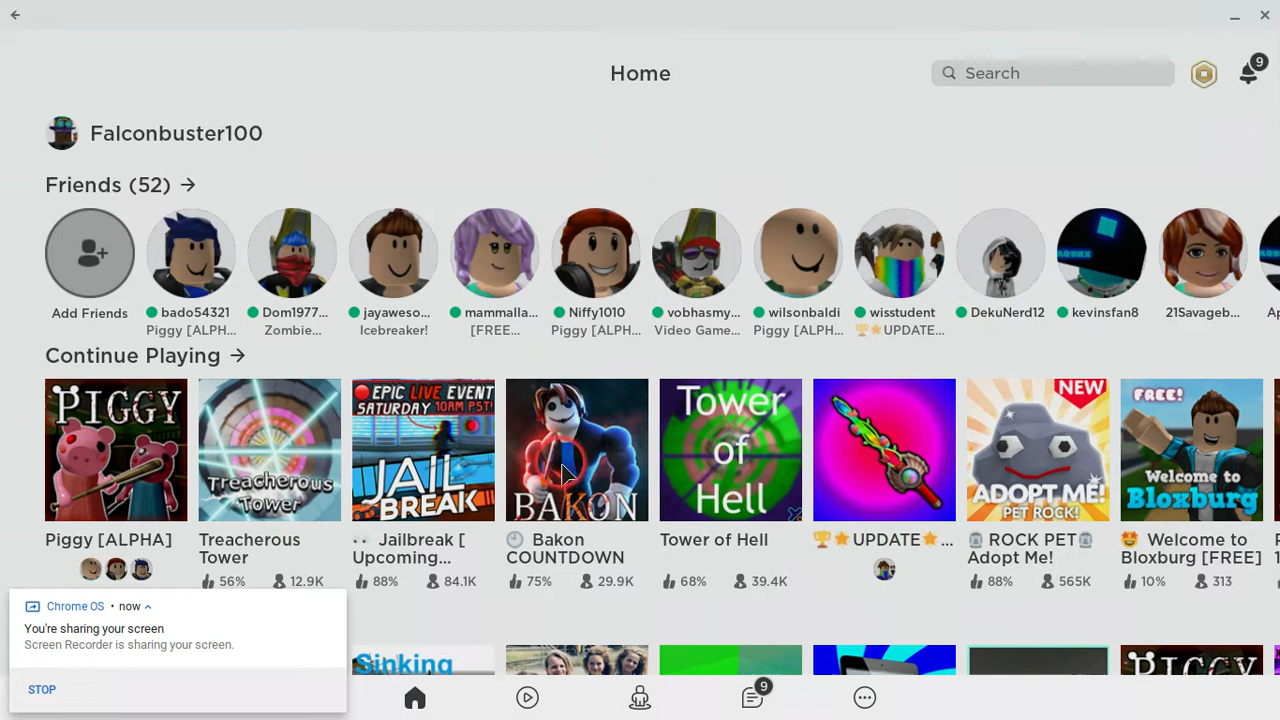 Home
Search
9
Falconbuster100
Friends (52) →
Add Friends
bado54321
Piggy [ALPH...
Dom1977...
Zombie...
jayaweso...
Icebreaker!
mammalla...
[FREE...
Niffy1010
Piggy [ALPH...
vobhasmy...
Video Game...
wilsonbaldi
Piggy [ALPH...
wisstudent
🏆⭐UPDATE...
DekuNerd12
kevinsfan8
21Savageb...
Ap
Continue Playing →
PIGGY
Treacherous
Tower
EPIC LIVE EVENT
SATURDAY 10AM PST!
JAIL
BREAK
BAKON
Tower
of
Hell
NEW
ADOPT ME!
PET ROCK!
FREE!
Welcome to
Bloxburg
Piggy [ALPHA]
Treacherous
Tower
56% 12.9K
👀 Jailbreak [
Upcoming...
88% 84.1K
🕙 Bakon
COUNTDOWN
75% 29.9K
Tower of Hell
68% 39.4K
🏆⭐UPDATE⭐...
🗿ROCK PET🗿
Adopt Me!
88% 565K
🤩 Welcome to
Bloxburg [FREE]
10% 313
Chrome OS • now
You're sharing your screen
Screen Recorder is sharing your screen.
STOP
Sinking
PIGGY
9